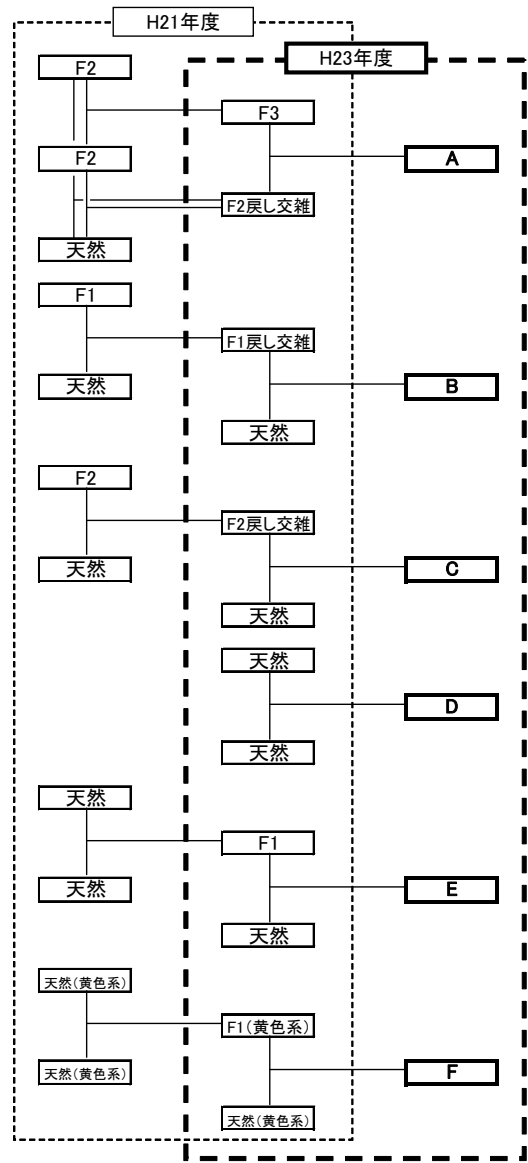 H21年度
H23年度
F2
F3
F2
A
F2戻し交雑
天然
F1
F1戻し交雑
天然
B
天然
F2
F2戻し交雑
天然
C
天然
天然
D
天然
天然
F1
天然
E
天然
天然(黄色系)
F1(黄色系)
天然(黄色系)
F
天然(黄色系)